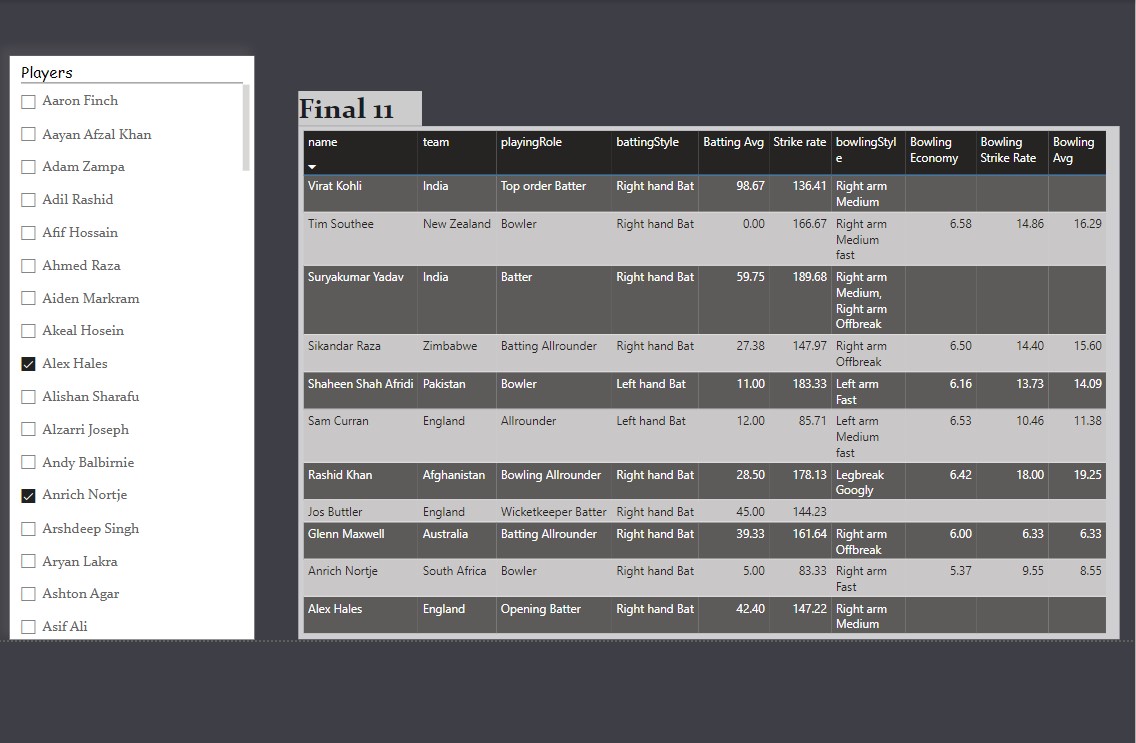 Players
Aaron Finch
Aayan Afzal Khan
Adam Zampa
Adil Rashid
Afif Hossain
Ahmed Raza
Aiden Markram
Akeal Hosein
Alex Hales
Alishan Sharafu
Alzarri Joseph
Andy Balbirnie
Anrich Nortje
Arshdeep Singh
Aryan Lakra
Ashton Agar
Asif Ali
Final 11
name team playingRole battingStyle Batting Avg Strike rate bowlingStyl Bowling Bowling Bowling
e Economy Strike Rate Avg
Virat Kohli India Top order Batter Right hand Bat 98.67 136.41 Right arm
Medium
Tim Southee New Zealand Bowler Right hand Bat 0.00 166.67 Right arm 6.58 14.86 16.29
Medium
fast
Suryakumar Yadav India Batter Right hand Bat 59.75 189.68 Right arm
Medium,
Right arm
Offbreak
Sikandar Raza Zimbabwe Batting Allrounder Right hand Bat 27.38 147.97 Right arm 6.50 14.40 15.60
Offbreak
Shaheen Shah Afridi Pakistan Bowler Left hand Bat 11.00 183.33 Left arm 6.16 13.73 14.09
Fast
Sam Curran England Allrounder Left hand Bat 12.00 85.71 Left arm 6.53 10.46 11.38
Medium
fast
Rashid Khan Afghanistan Bowling Allrounder Right hand Bat 28.50 178.13 Legbreak 6.42 18.00 19.25
Googly
Jos Buttler England Wicketkeeper Batter Right hand Bat 45.00 144.23
Glenn Maxwell Australia Batting Allrounder Right hand Bat 39.33 161.64 Right arm 6.00 6.33 6.33
Offbreak
Anrich Nortje South Africa Bowler Right hand Bat 5.00 83.33 Right arm 5.37 9.55 8.55
Fast
Alex Hales England Opening Batter Right hand Bat 42.40 147.22 Right arm
Medium